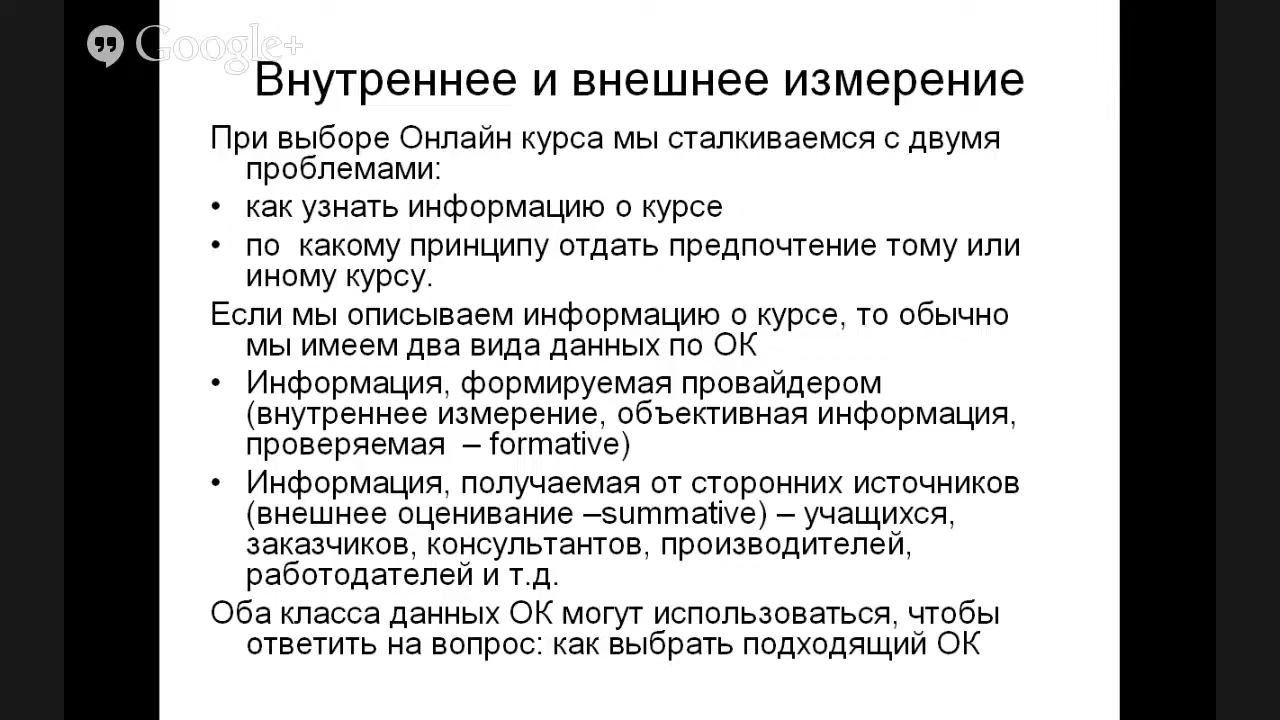 Google+
Внутреннее и внешнее измерение
При выборе Онлайн курса мы сталкиваемся с двумя
проблемами:
• как узнать информацию о курсе
• по какому принципу отдать предпочтение тому или
иному курсу.
Если мы описываем информацию о курсе, то обычно
мы имеем два вида данных по ОК
• Информация, формируемая провайдером
(внутреннее измерение, объективная информация,
проверяемая – formative)
• Информация, получаемая от сторонних источников
(внешнее оценивание –summative) – учащихся,
заказчиков, консультантов, производителей,
работодателей и т.д.
Оба класса данных ОК могут использоваться, чтобы
ответить на вопрос: как выбрать подходящий ОК